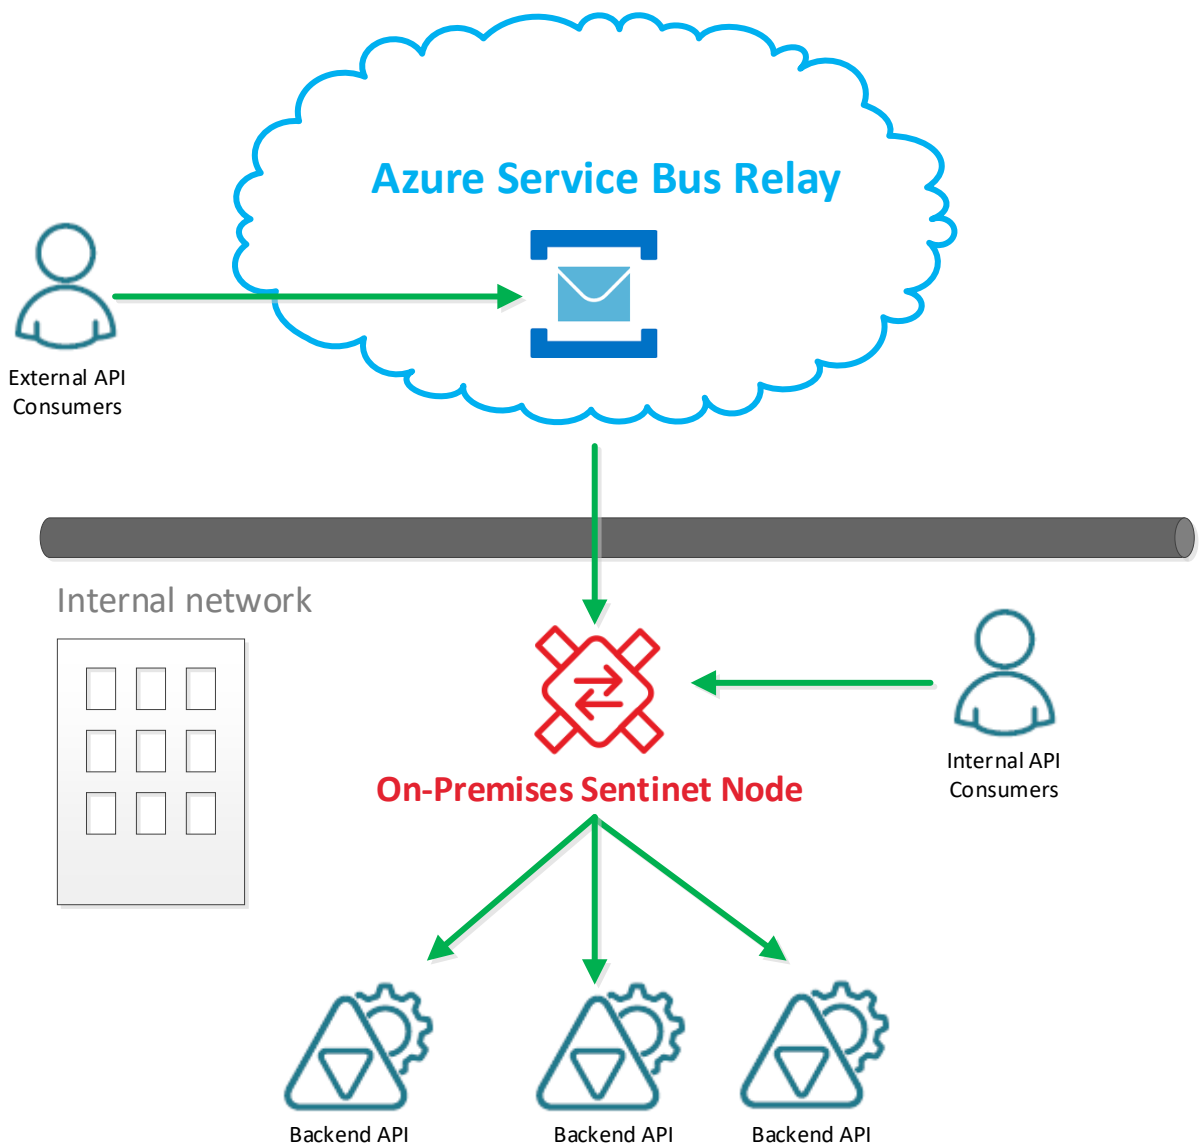 Azure Service Bus Relay
External API
Consumers
Internal network
On-Premises Sentinet Node
Internal API
Consumers
Backend API
Backend API
Backend API